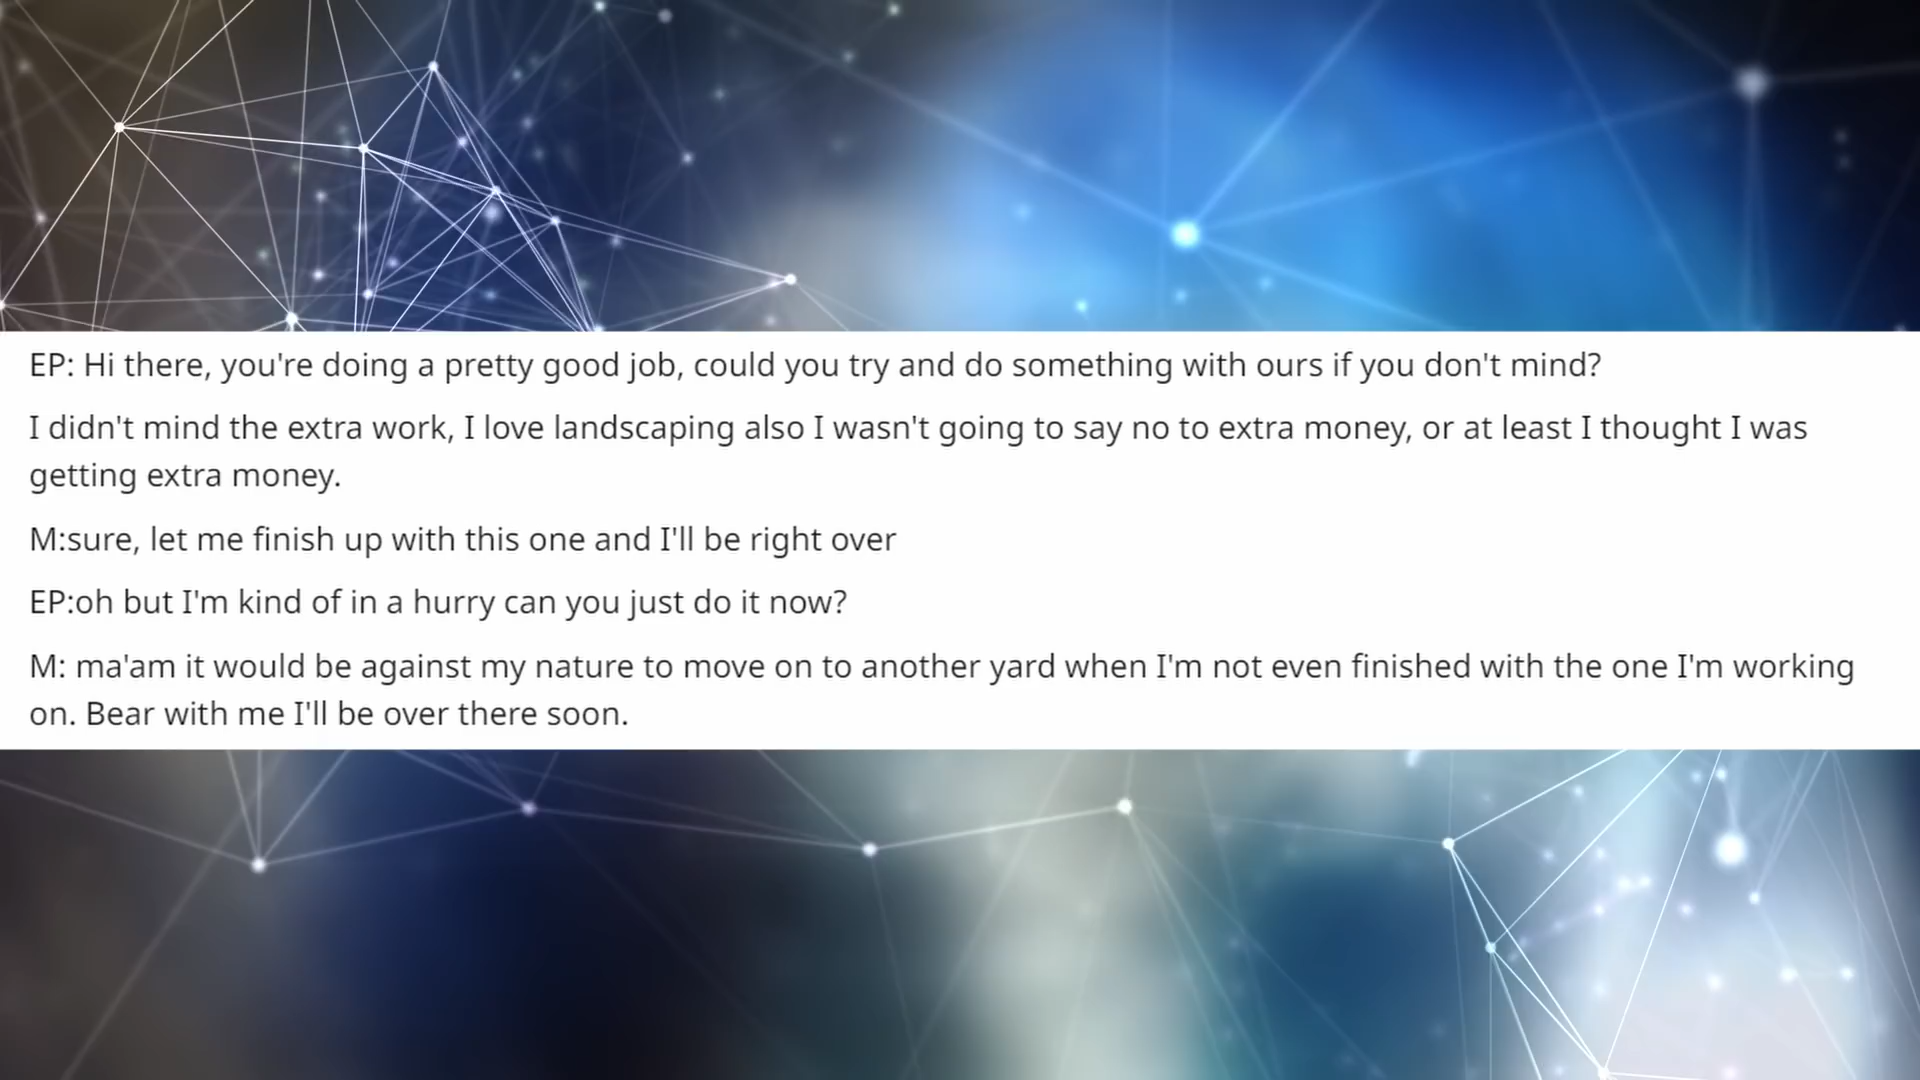 EP: Hi there, you're doing a pretty good job, could you try and do something with ours if you don't mind?
I didn't mind the extra work, I love landscaping also I wasn't going to say no to extra money, or at least I thought I was
getting extra money.
M:sure, let me finish up with this one and I'll be right over
EP:oh but I'm kind of in a hurry can you just do it now?
M: ma'am it would be against my nature to move on to another yard when I'm not even finished with the one I'm working
on. Bear with me I'll be over there soon.